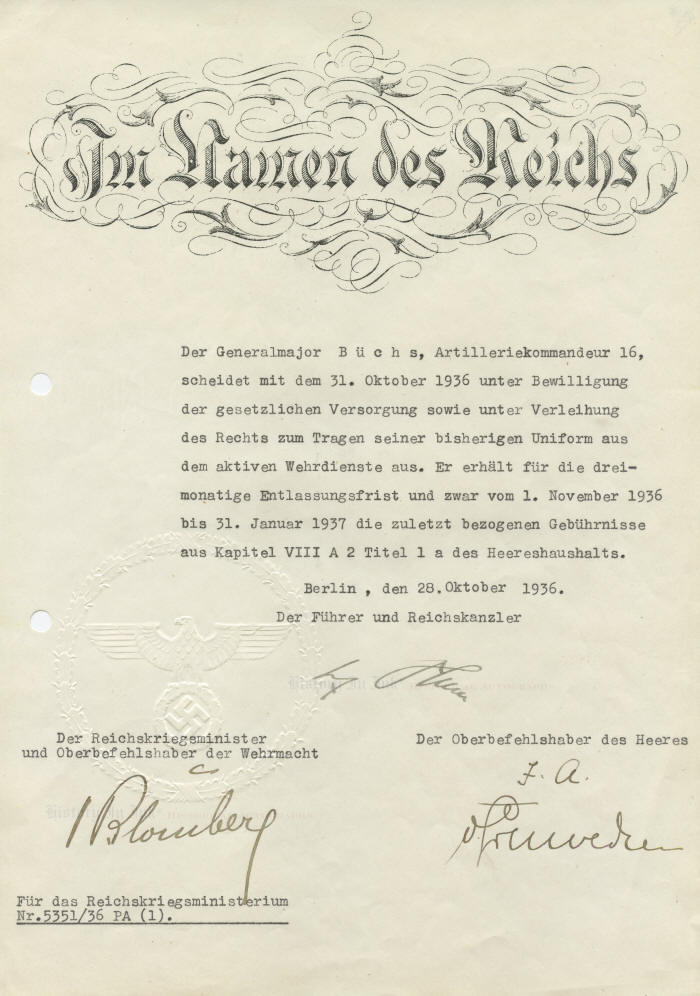 Im Namen des Reichs
Der Generalmajor B ü c h s, Artilleriekommandeur 16,
scheidet mit dem 31. Oktober 1936 unter Bewilligung
der gesetzlichen Versorgung sowie unter Verleihung
des Rechts zum Tragen seiner bisherigen Uniform aus
dem aktiven Wehrdienste aus. Er erhält für die drei-
monatige Entlassungsfrist und zwar vom 1. November 1936
bis 31. Januar 1937 die zuletzt bezogenen Gebührnisse
aus Kapitel VIII A 2 Titel 1 a des Heereshaushalts.
Berlin , den 28.Oktober 1936.
Der Führer und Reichskanzler
Der Reichskriegsminister
und Oberbefehlshaber der Wehrmacht
Der Oberbefehlshaber des Heeres
J. A.
Blomberg
Für das Reichskriegsministerium
Nr.5351/36 PA (1).